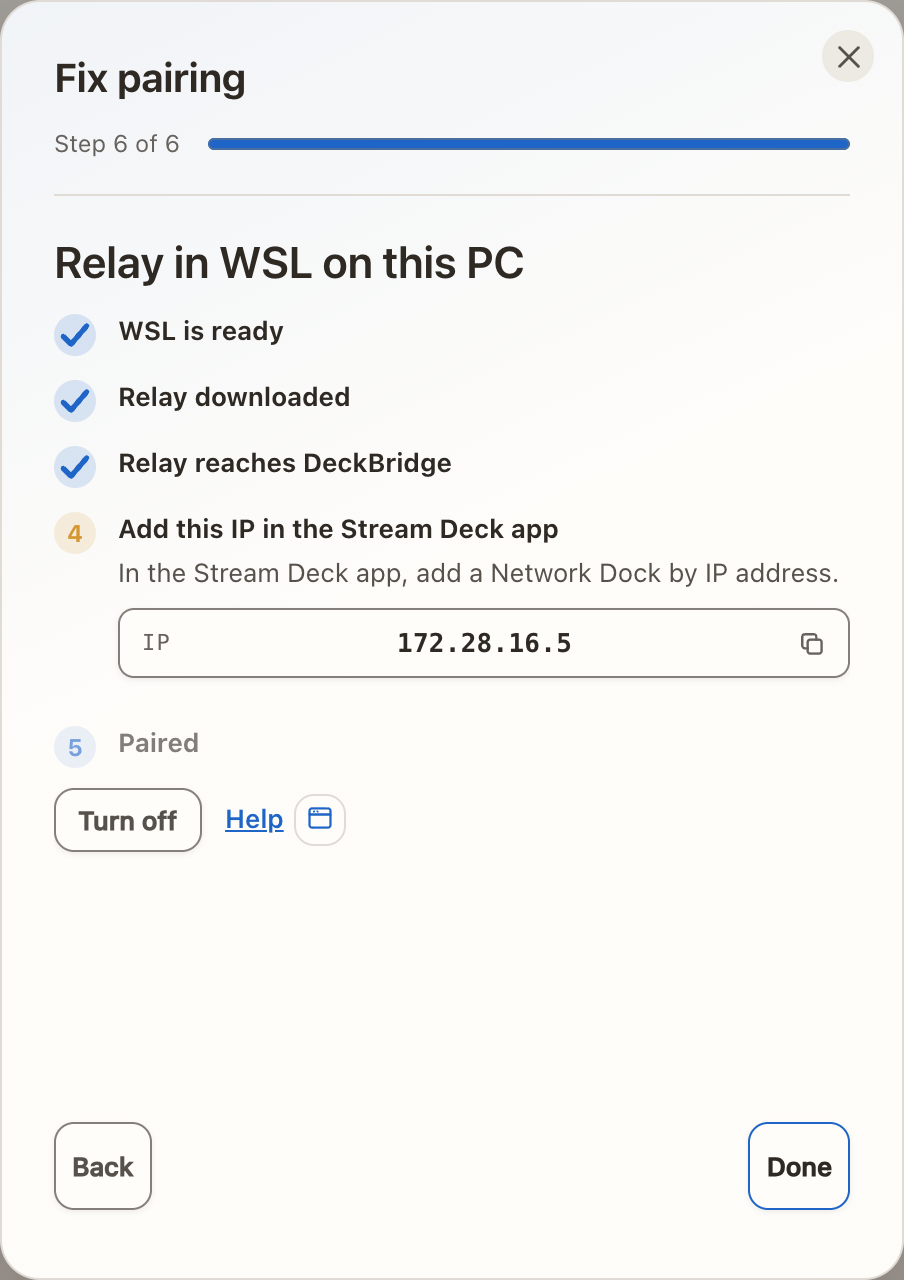 Fix pairing
Step 6 of 6
Relay in WSL on this PC
WSL is ready
Relay downloaded
Relay reaches DeckBridge
4 Add this IP in the Stream Deck app
In the Stream Deck app, add a Network Dock by IP address.
IP 172.28.16.5
5 Paired
Turn off Help
Back Done